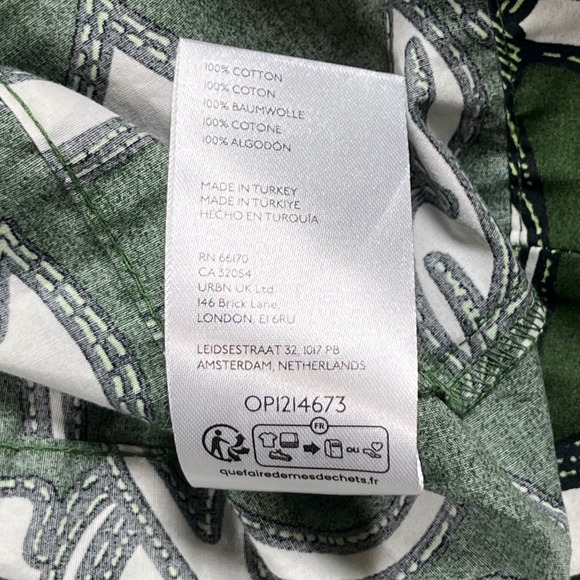 100% COTTON
100% COTON
100% BAUMWOLLE
100% COTONE
100% ALGODÓN
MADE IN TURKEY
MADE IN TÜRKIYE
HECHO EN TURQUÍA
RN 66170
CA 32054
URBN UK Ltd
146 Brick Lane
LONDON, E1 6RU
LEIDSESTRAAT 32, 1017 PB
AMSTERDAM, NETHERLANDS
OP1214673
FR
OU
quefairedemesdechets.fr